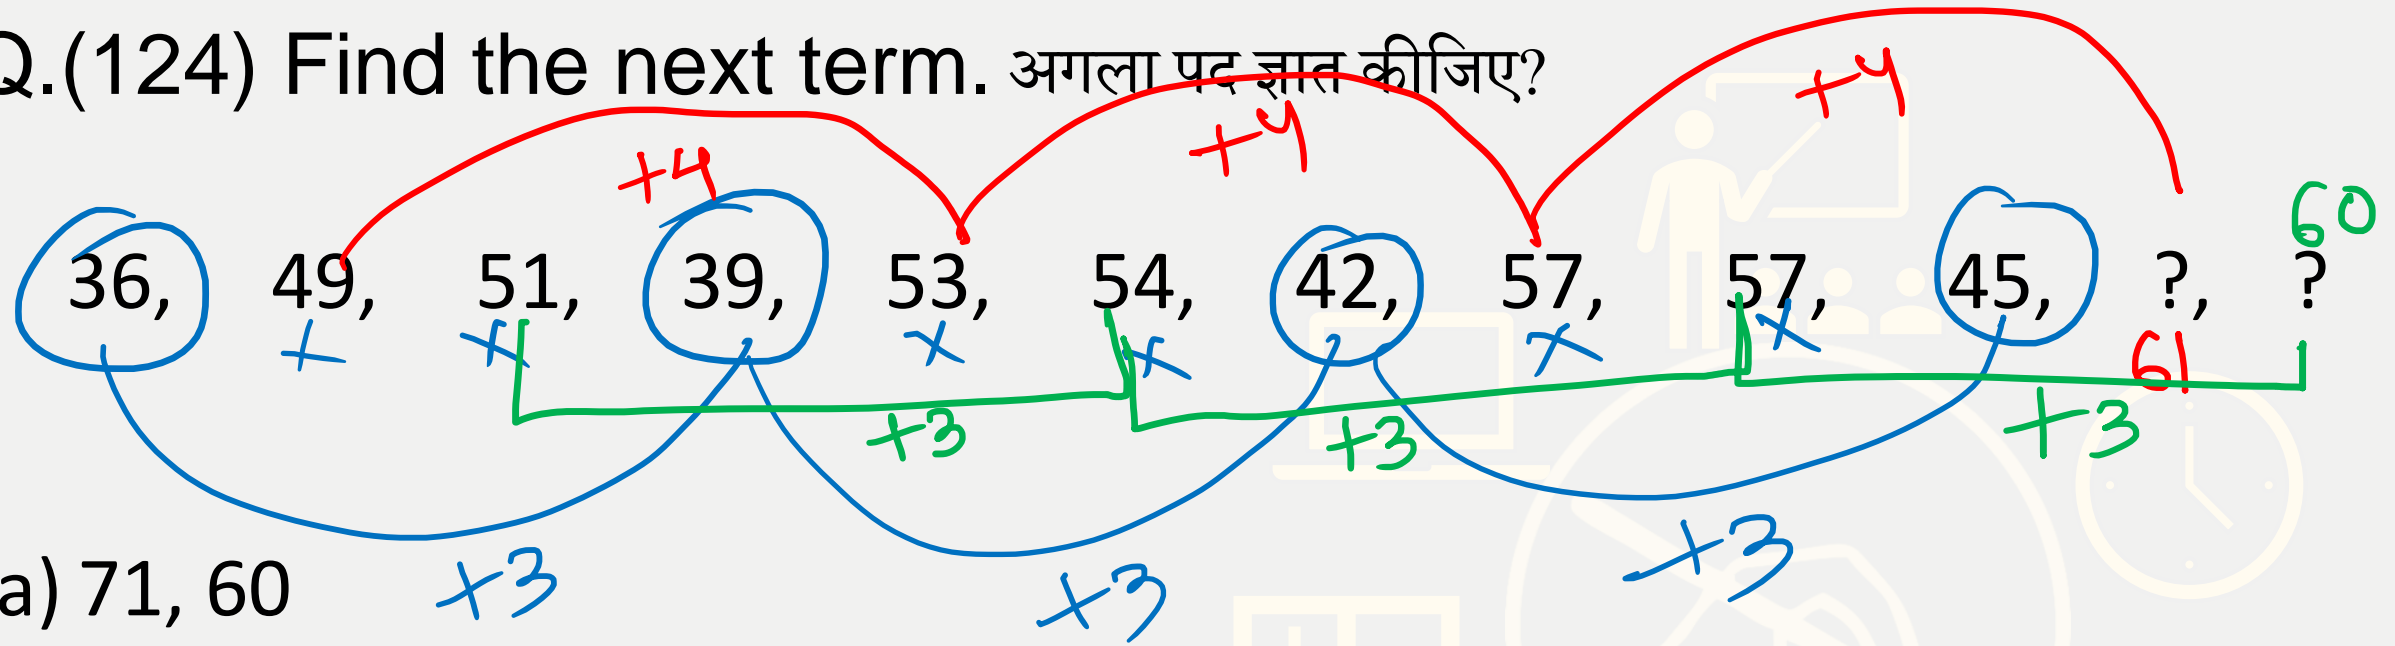 Q.(124) Find the next term. अगला पद ज्ञात कीजिए?
+4 +4 +4
60
36, 49, 51, 39, 53, 54, 42, 57, 57, 45, ?, ?
61
+3 +3 +3
+3 +3 +3
a) 71, 60